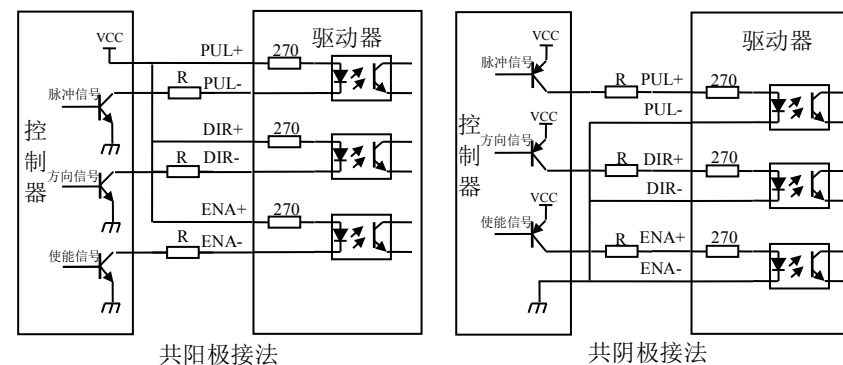 VCC
PUL+
270
驱动器
脉冲信号
R
PUL-
控制器
DIR+
270
方向信号
R
DIR-
ENA+
270
使能信号
R
ENA-
共阳极接法
VCC
驱动器
脉冲信号
R
PUL+
270
PUL-
VCC
控制器
方向信号
R
DIR+
270
DIR-
VCC
使能信号
R
ENA+
270
ENA-
共阴极接法